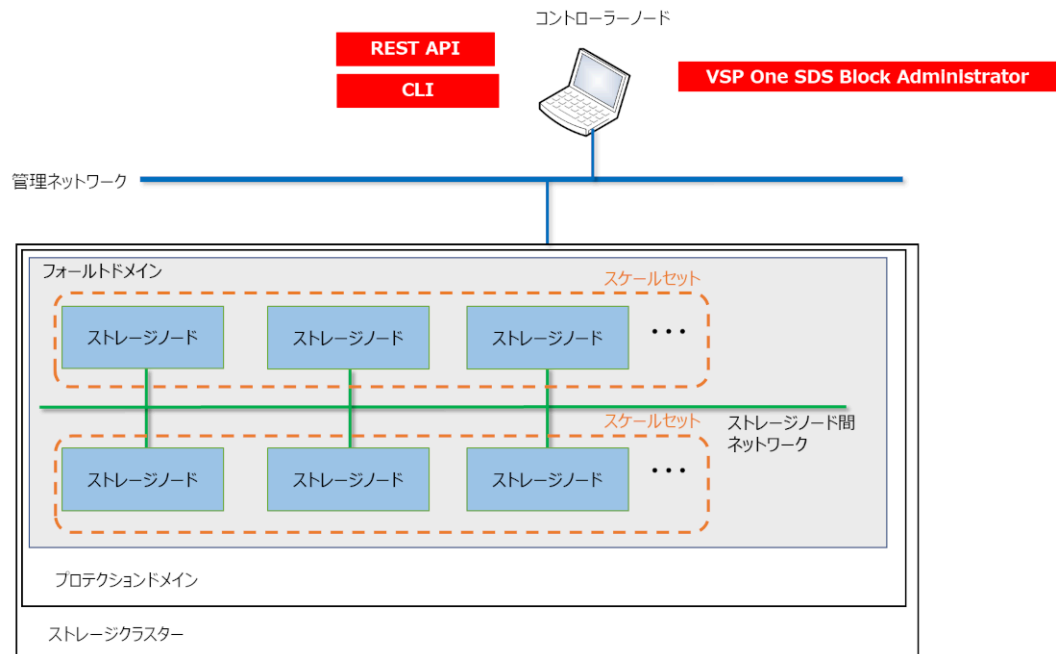 コントローラーノード
REST API
CLI
VSP One SDS Block Administrator
管理ネットワーク
フォールトドメイン
スケールセット
ストレージノード ストレージノード ストレージノード ・・・
スケールセット
ストレージノード間
ネットワーク
ストレージノード ストレージノード ストレージノード ・・・
プロテクションドメイン
ストレージクラスター